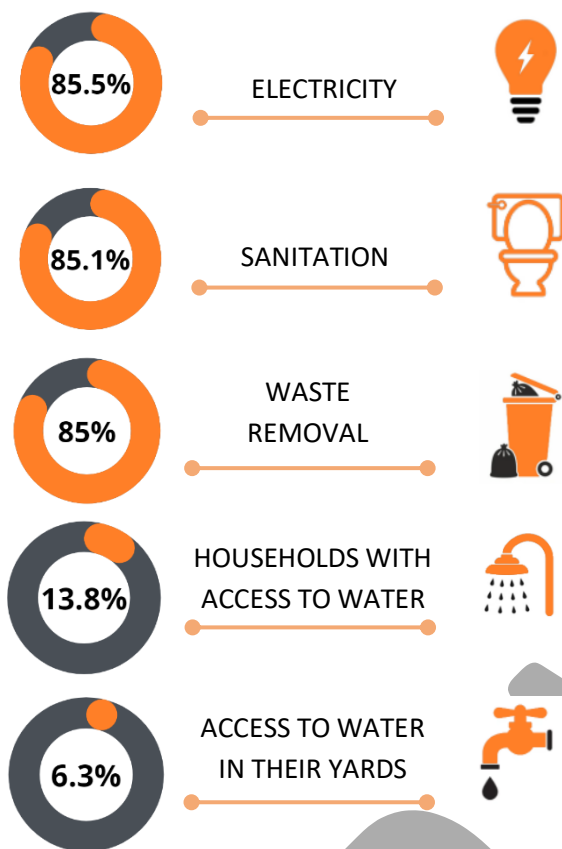 85.5%
ELECTRICITY
85.1%
SANITATION
85%
WASTE
REMOVAL
13.8%
HOUSEHOLDS WITH
ACCESS TO WATER
6.3%
ACCESS TO WATER
IN THEIR YARDS